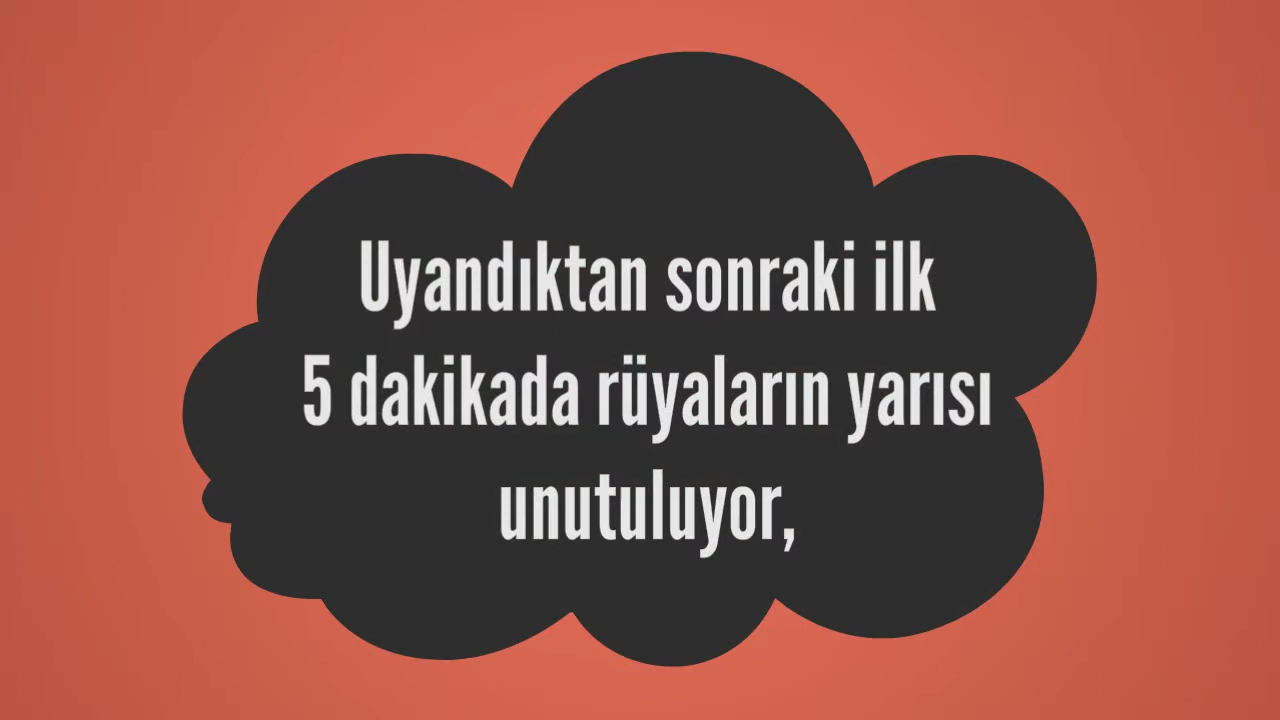 Uyandıktan sonraki ilk
5 dakikada rüyaların yarısı
unutuluyor,